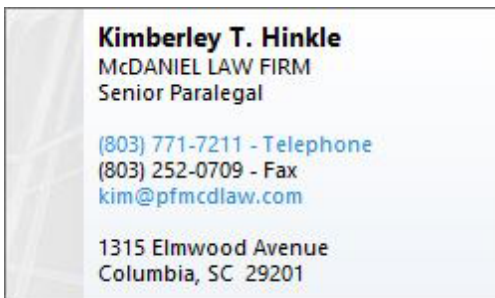 Kimberley T. Hinkle
McDANIEL LAW FIRM
Senior Paralegal
(803) 771-7211 - Telephone
(803) 252-0709 - Fax
kim@pfmcdlaw.com
1315 Elmwood Avenue
Columbia, SC  29201